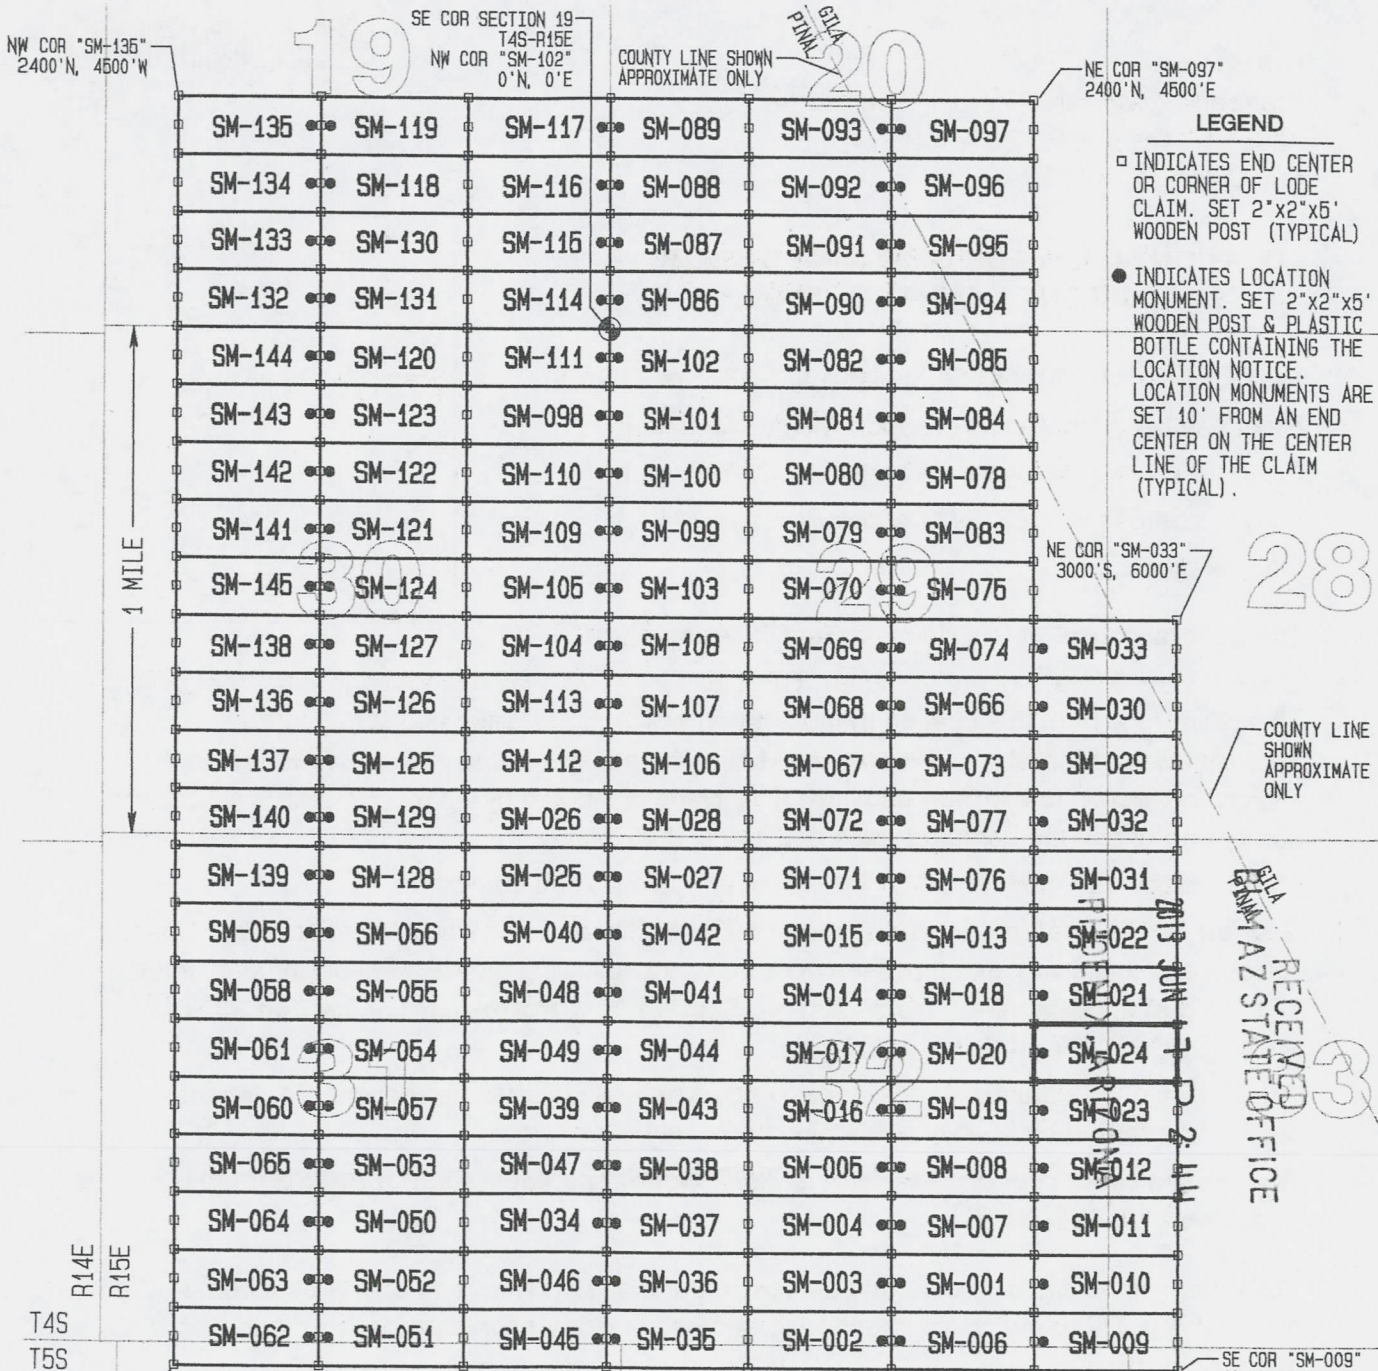 NW COR "SM-135"
2400'N, 4500'W
SE COR SECTION 19
T4S-R15E
NW COR "SM-102"
0'N, 0'E
COUNTY LINE SHOWN
APPROXIMATE ONLY
GILA
PINAL
NE COR "SM-097"
2400'N, 4500'E
19
20
LEGEND
INDICATES END CENTER
OR CORNER OF LODE
CLAIM. SET 2"x2"x5'
WOODEN POST (TYPICAL)
INDICATES LOCATION
MONUMENT. SET 2"x2"x5'
WOODEN POST & PLASTIC
BOTTLE CONTAINING THE
LOCATION NOTICE.
LOCATION MONUMENTS ARE
SET 10' FROM AN END
CENTER ON THE CENTER
LINE OF THE CLAIM
(TYPICAL).
SM-135 SM-119 SM-117 SM-089 SM-093 SM-097
SM-134 SM-118 SM-116 SM-088 SM-092 SM-096
SM-133 SM-130 SM-115 SM-087 SM-091 SM-095
SM-132 SM-131 SM-114 SM-086 SM-090 SM-094
SM-144 SM-120 SM-111 SM-102 SM-082 SM-085
SM-143 SM-123 SM-098 SM-101 SM-081 SM-084
SM-142 SM-122 SM-110 SM-100 SM-080 SM-078
SM-141 SM-121 SM-109 SM-099 SM-079 SM-083
1 MILE
30
29
28
NE COR "SM-033"
3000'S, 6000'E
SM-145 SM-124 SM-105 SM-103 SM-070 SM-075
SM-138 SM-127 SM-104 SM-108 SM-069 SM-074 SM-033
SM-136 SM-126 SM-113 SM-107 SM-068 SM-066 SM-030
SM-137 SM-125 SM-112 SM-106 SM-067 SM-073 SM-029
SM-140 SM-129 SM-026 SM-028 SM-072 SM-077 SM-032
COUNTY LINE
SHOWN
APPROXIMATE
ONLY
SM-139 SM-128 SM-025 SM-027 SM-071 SM-076 SM-031
SM-059 SM-056 SM-040 SM-042 SM-015 SM-013 SM-022
SM-058 SM-055 SM-048 SM-041 SM-014 SM-018 SM-021
SM-061 SM-054 SM-049 SM-044 SM-017 SM-020 SM-024
SM-060 SM-057 SM-039 SM-043 SM-016 SM-019 SM-023
SM-065 SM-053 SM-047 SM-038 SM-005 SM-008 SM-012
SM-064 SM-050 SM-034 SM-037 SM-004 SM-007 SM-011
SM-063 SM-052 SM-046 SM-036 SM-003 SM-001 SM-010
SM-062 SM-051 SM-045 SM-035 SM-002 SM-006 SM-009
31
32
33
GILA
PINAL
RECEIVED
BLM AZ STATE OFFICE
2013 JUN 17 P 2:44
PHOENIX, ARIZONA
R14E
R15E
T4S
T5S
SE COR "SM-009"